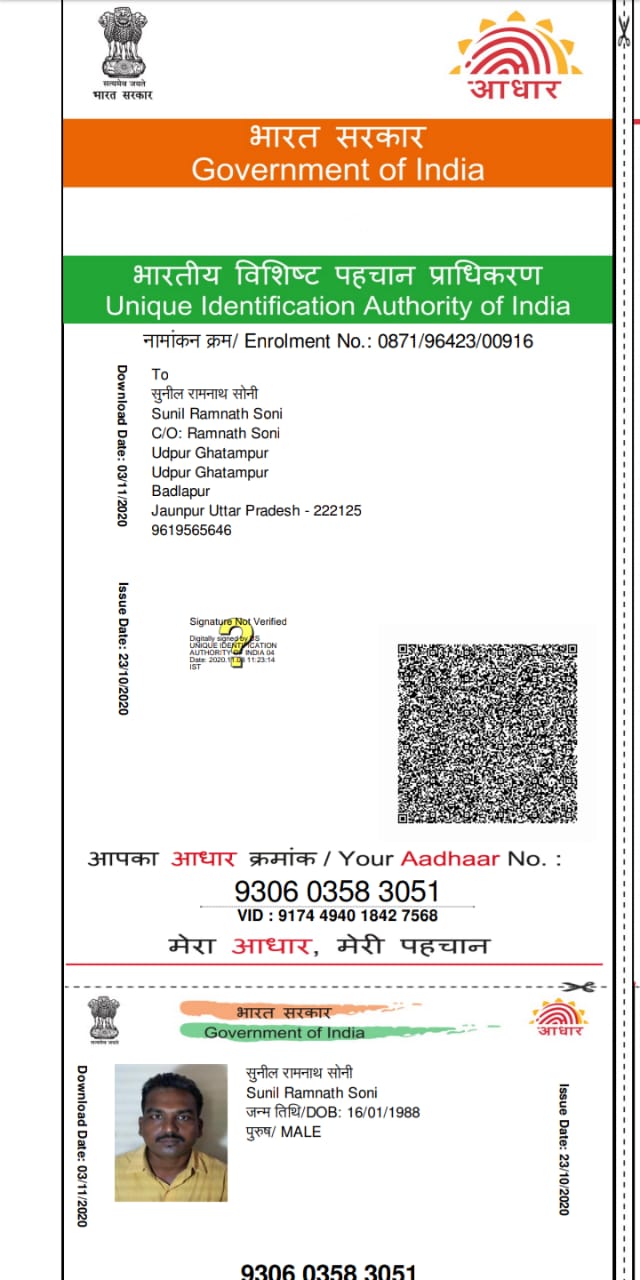 सत्यमेव जयते
भारत सरकार
आधार
भारत सरकार
Government of India
भारतीय विशिष्ट पहचान प्राधिकरण
Unique Identification Authority of India
नामांकन क्रम/ Enrolment No.: 0871/96423/00916
Download Date: 03/11/2020
To
सुनील रामनाथ सोनी
Sunil Ramnath Soni
C/O: Ramnath Soni
Udpur Ghatampur
Udpur Ghatampur
Badlapur
Jaunpur Uttar Pradesh - 222125
9619565646
Issue Date: 23/10/2020
Signature Not Verified
Digitally signed by DS
UNIQUE IDENTIFICATION
AUTHORITY OF INDIA 04
Date: 11:23:14
IST
आपका आधार क्रमांक / Your Aadhaar No. :
9306 0358 3051
VID : 9174 4940 1842 7568
मेरा आधार, मेरी पहचान
सत्यमेव जयते
भारत सरकार
Government of India
आधार
Download Date: 03/11/2020
सुनील रामनाथ सोनी
Sunil Ramnath Soni
जन्म तिथि/DOB: 16/01/1988
पुरुष/ MALE
Issue Date: 23/10/2020
9306 0358 3051